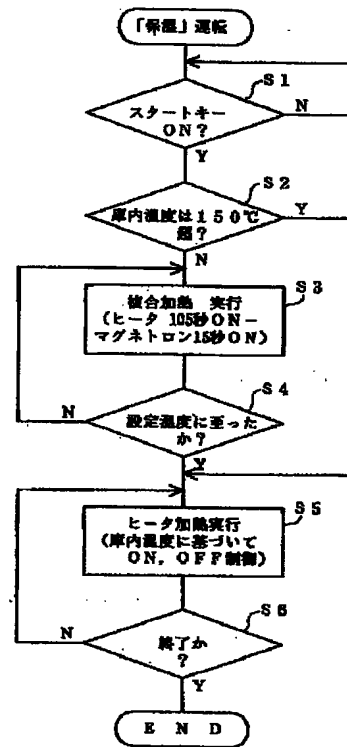 「保温」運転
S1
スタートキー
ON?
N
Y
S2
庫内温度は150℃
超?
Y
N
S3
複合加熱 実行
(ヒータ 105秒ON−
マグネトロン15秒ON)
S4
設定温度に至った
か?
N
Y
S5
ヒータ加熱実行
(庫内温度に基づいて
ON,OFF制御)
S6
終了か
?
N
Y
END